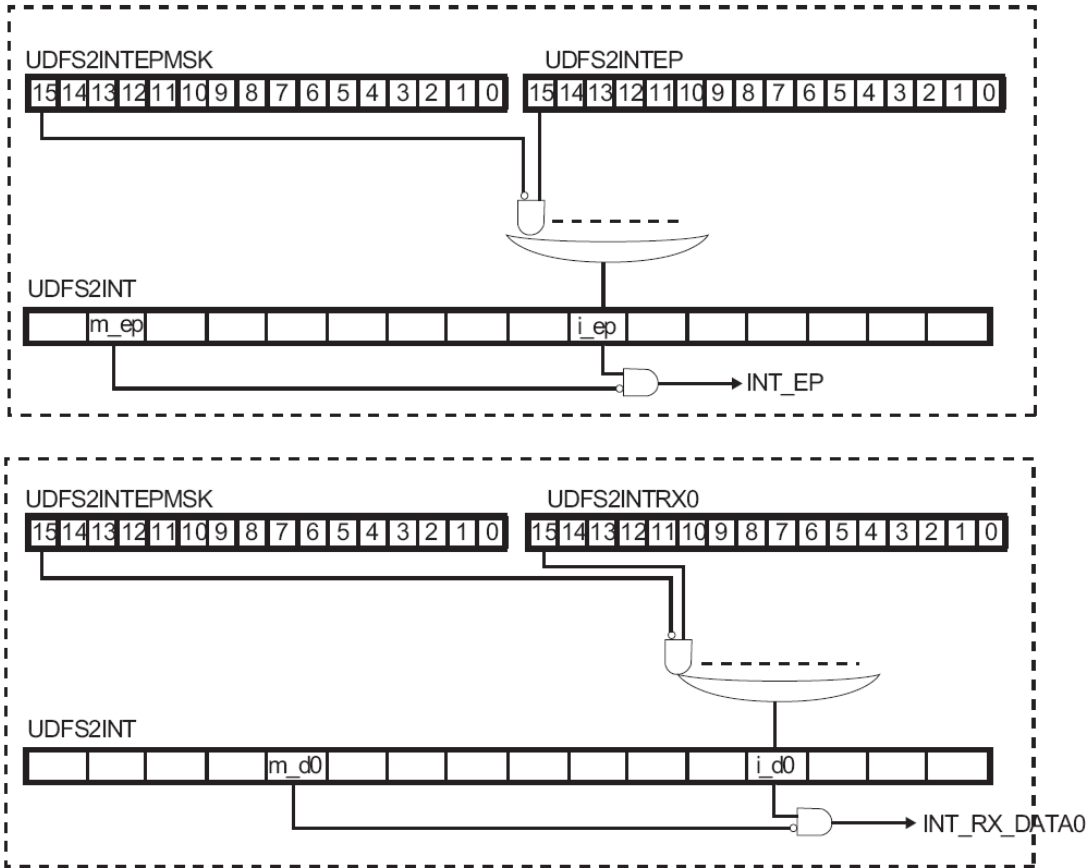 UDFS2INTEPMSK UDFS2INTEP
15 14 13 12 11 10 9 8 7 6 5 4 3 2 1 0 15 14 13 12 11 10 9 8 7 6 5 4 3 2 1 0
UDFS2INT
m_ep i_ep
INT_EP
UDFS2INTEPMSK UDFS2INTRX0
15 14 13 12 11 10 9 8 7 6 5 4 3 2 1 0 15 14 13 12 11 10 9 8 7 6 5 4 3 2 1 0
UDFS2INT
m_d0 i_d0
INT_RX_DATA0